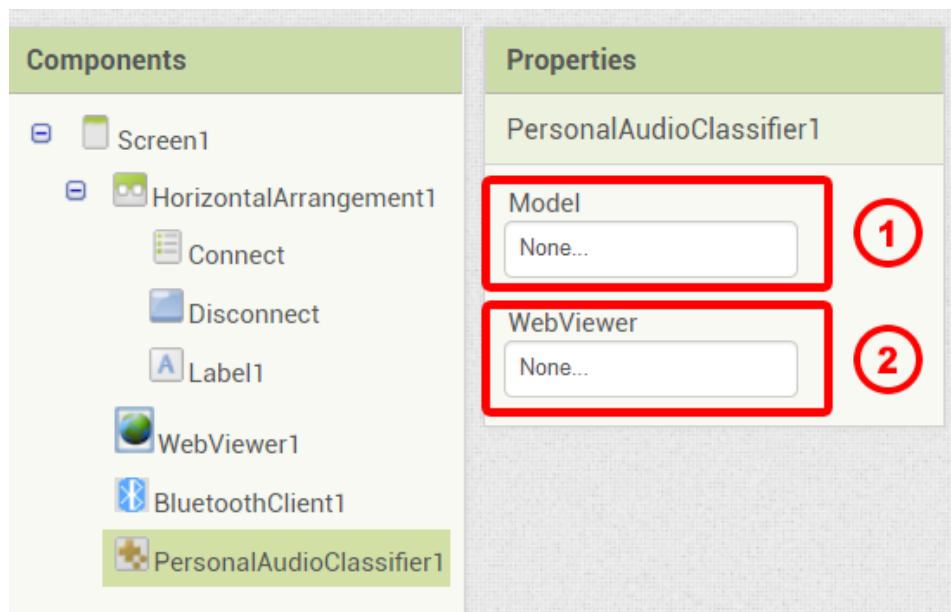 Components
Screen1
HorizontalArrangement1
Connect
Disconnect
A Label1
WebViewer1
BluetoothClient1
PersonalAudioClassifier1
Properties
PersonalAudioClassifier1
Model
None...
1
WebViewer
None...
2